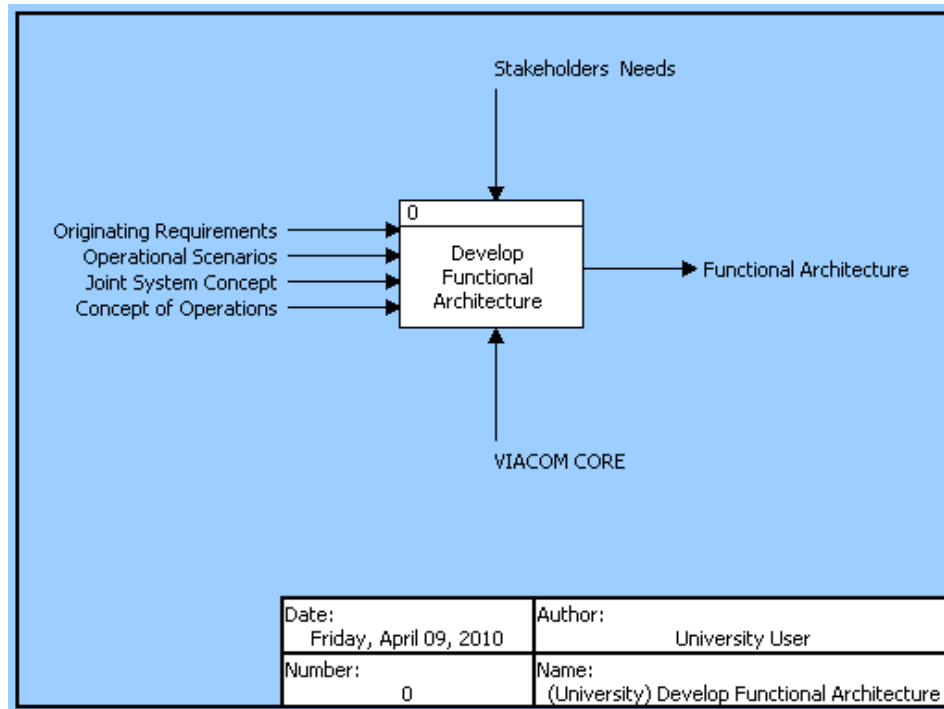 Stakeholders Needs
0
Originating Requirements
Operational Scenarios
Joint System Concept
Concept of Operations
Develop
Functional
Architecture
Functional Architecture
VIACOM CORE
Date:
Friday, April 09, 2010
Author:
University User
Number:
0
Name:
(University) Develop Functional Architecture